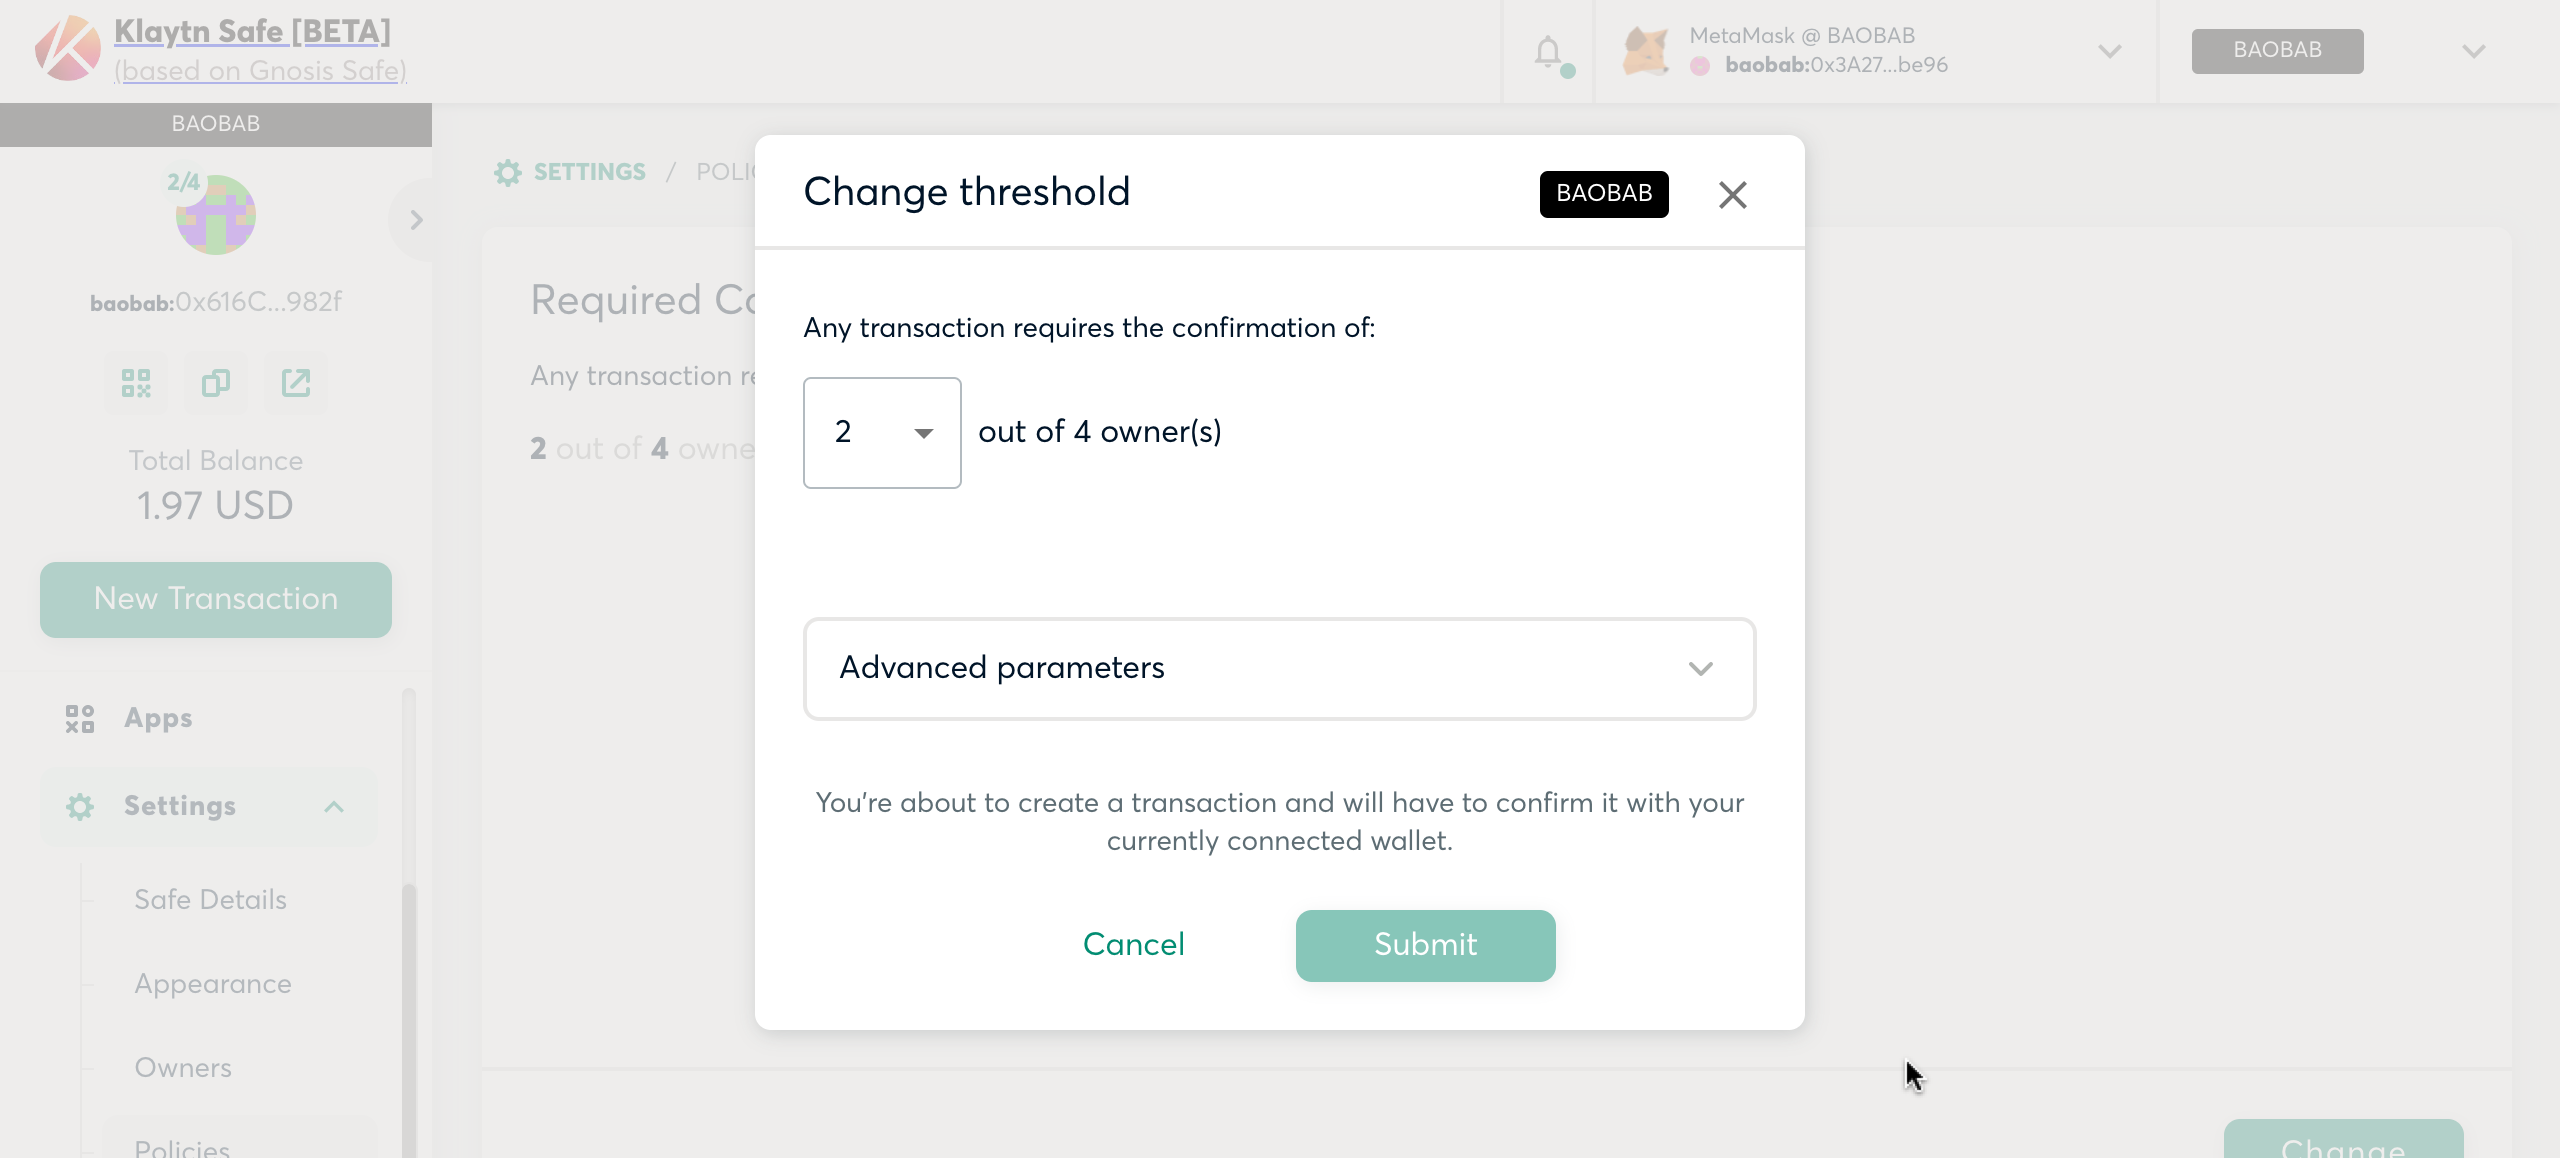 Klaytn Safe [BETA]
(based on Gnosis Safe)
MetaMask @ BAOBAB
baobab:0x3A27...be96
BAOBAB
BAOBAB
2/4
baobab:0x616C...982f
Total Balance
1.97 USD
New Transaction
Apps
Settings
Safe Details
Appearance
Owners
Policies
SETTINGS / POLIC
Required Co
Any transaction re
2 out of 4 owne
Change threshold
BAOBAB
Any transaction requires the confirmation of:
2 out of 4 owner(s)
Advanced parameters
You're about to create a transaction and will have to confirm it with your
currently connected wallet.
Cancel
Submit
Change